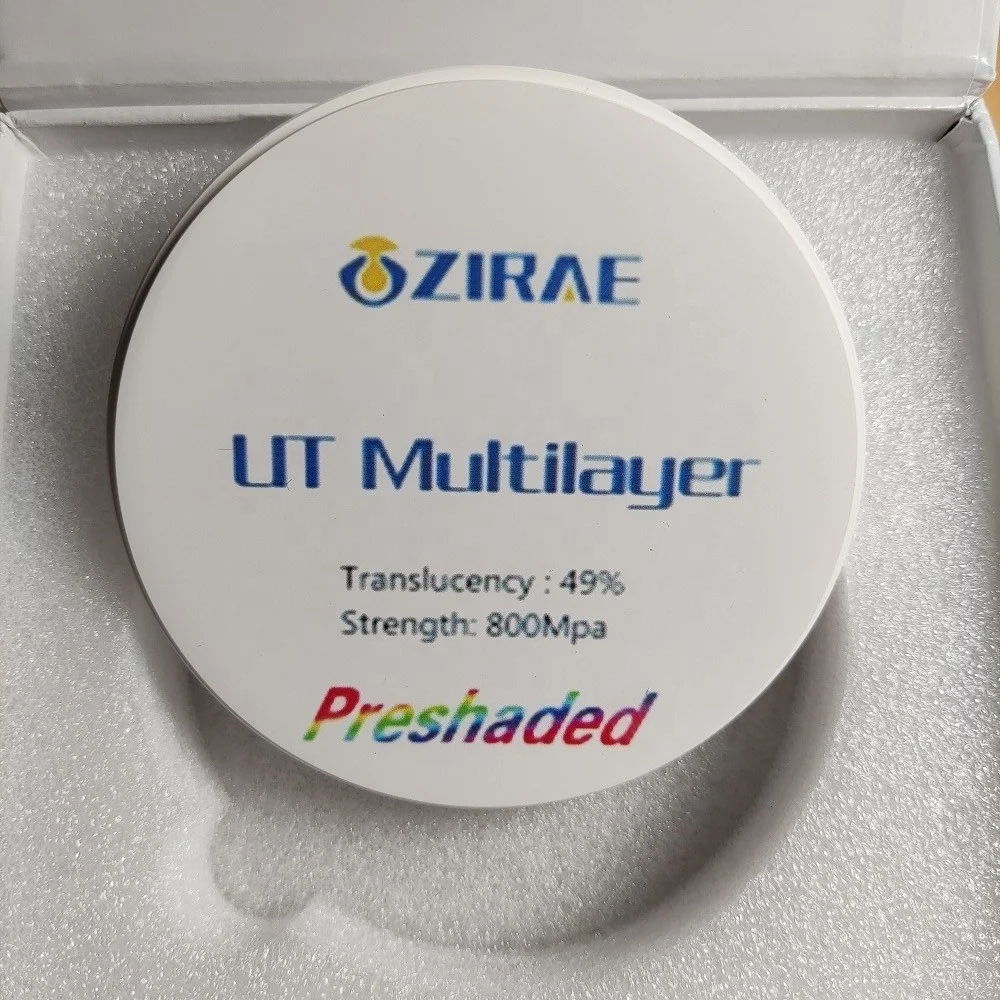 ZIRAE
UT Multilayer
Translucency : 49%
Strength: 800Mpa
Preshaded